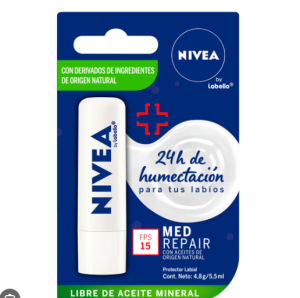 NIVEA
by Labello®
CON DERIVADOS DE INGREDIENTES
DE ORIGEN NATURAL
NIVEA
by Labello®
24h de
humectación
para tus labios
FPS
15
MED
REPAIR
CON ACEITES DE
ORIGEN NATURAL
Protector Labial
Cont. Neto: 4,8g/5,5ml
LIBRE DE ACEITE MINERAL